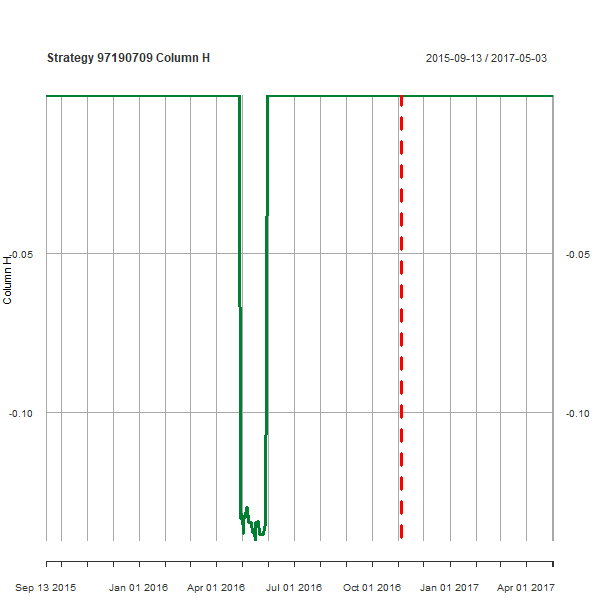 Strategy 97190709 Column H
2015-09-13 / 2017-05-03
Column H
-0.05
-0.05
-0.10
-0.10
Sep 13 2015
Jan 01 2016
Apr 01 2016
Jul 01 2016
Oct 01 2016
Jan 01 2017
Apr 01 2017